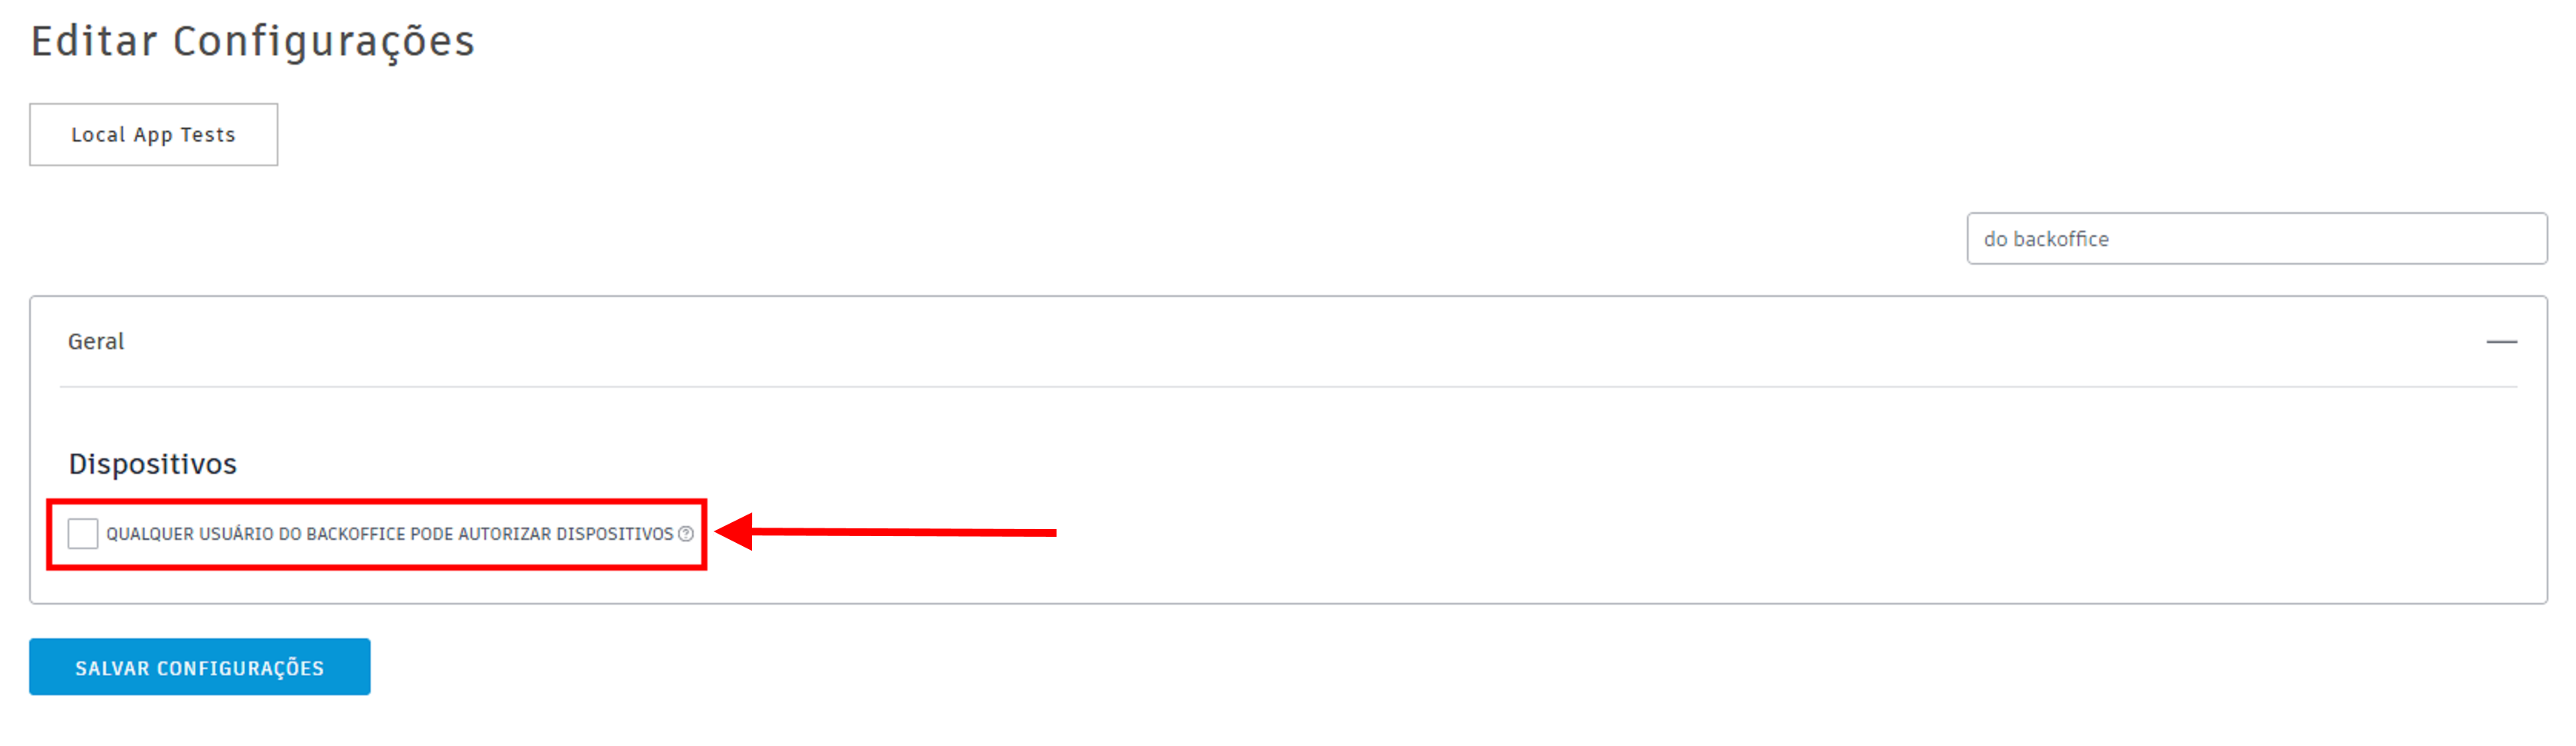 Editar Configurações
Local App Tests
do backoffice
Geral
Dispositivos
QUALQUER USUÁRIO DO BACKOFFICE PODE AUTORIZAR DISPOSITIVOS ?
SALVAR CONFIGURAÇÕES